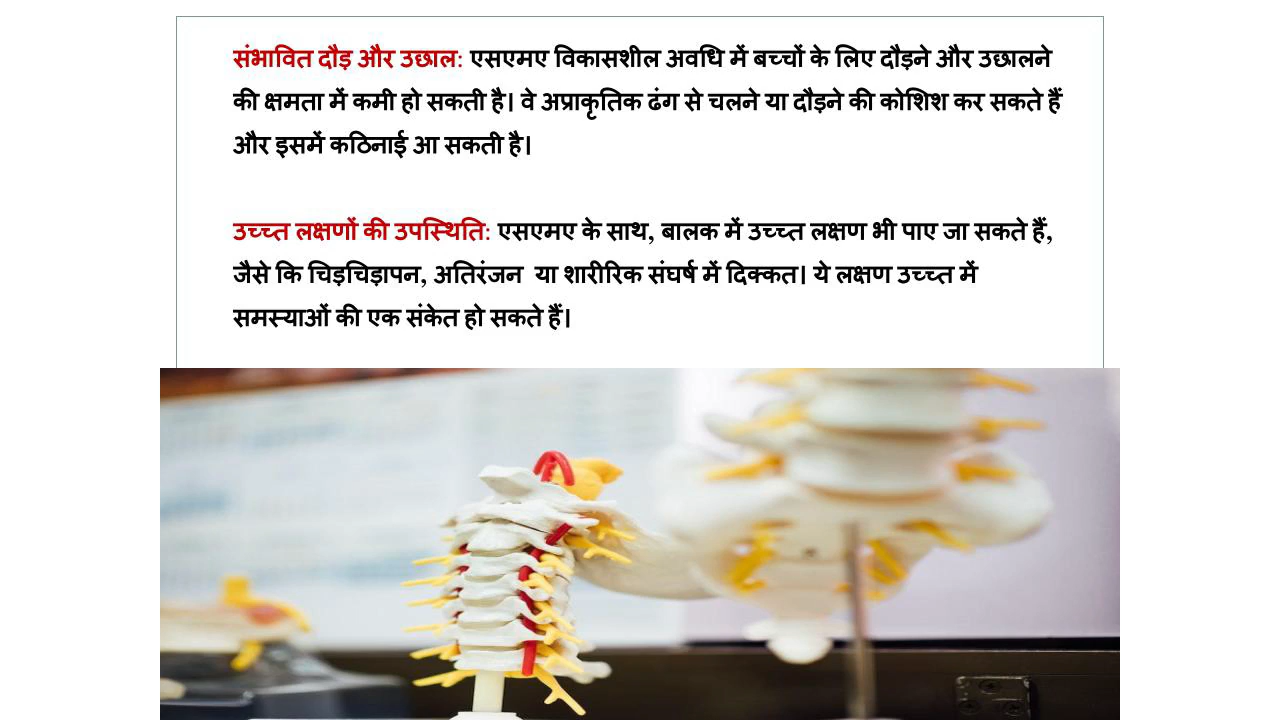 संभावित दौड़ और उछाल: एसएमए विकासशील अवधि में बच्चों के लिए दौड़ने और उछालने
की क्षमता में कमी हो सकती है। वे अप्राकृतिक ढंग से चलने या दौड़ने की कोशिश कर सकते हैं
और इसमें कठिनाई आ सकती है।
उच्च्त लक्षणों की उपस्थिति: एसएमए के साथ, बालक में उच्च्त लक्षण भी पाए जा सकते हैं,
जैसे कि चिड़चिड़ापन, अतिरंजन या शारीरिक संघर्ष में दिक्कत। ये लक्षण उच्च्त में
समस्याओं की एक संकेत हो सकते हैं।